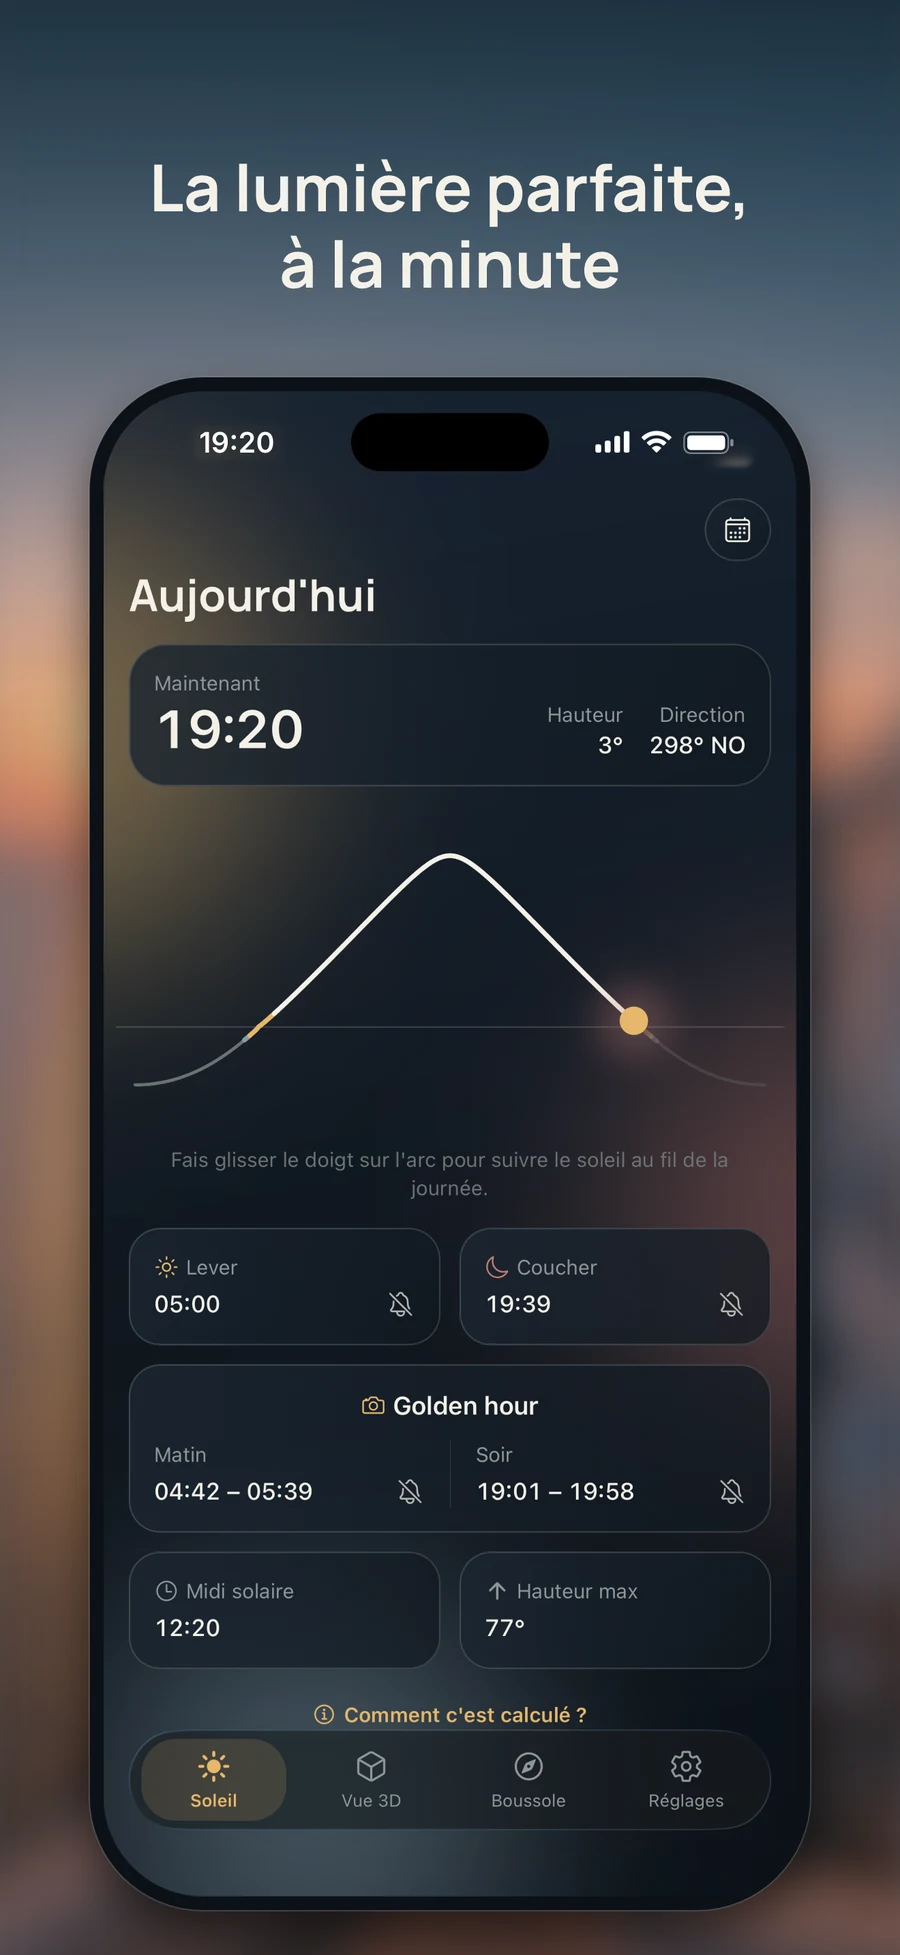 La lumière parfaite,
à la minute
19:20
Aujourd'hui
Maintenant
19:20
Hauteur
3°
Direction
298° NO
Fais glisser le doigt sur l'arc pour suivre le soleil au fil de la
journée.
Lever
05:00
Coucher
19:39
Golden hour
Matin
04:42 – 05:39
Soir
19:01 – 19:58
Midi solaire
12:20
Hauteur max
77°
Comment c'est calculé ?
Soleil
Vue 3D
Boussole
Réglages